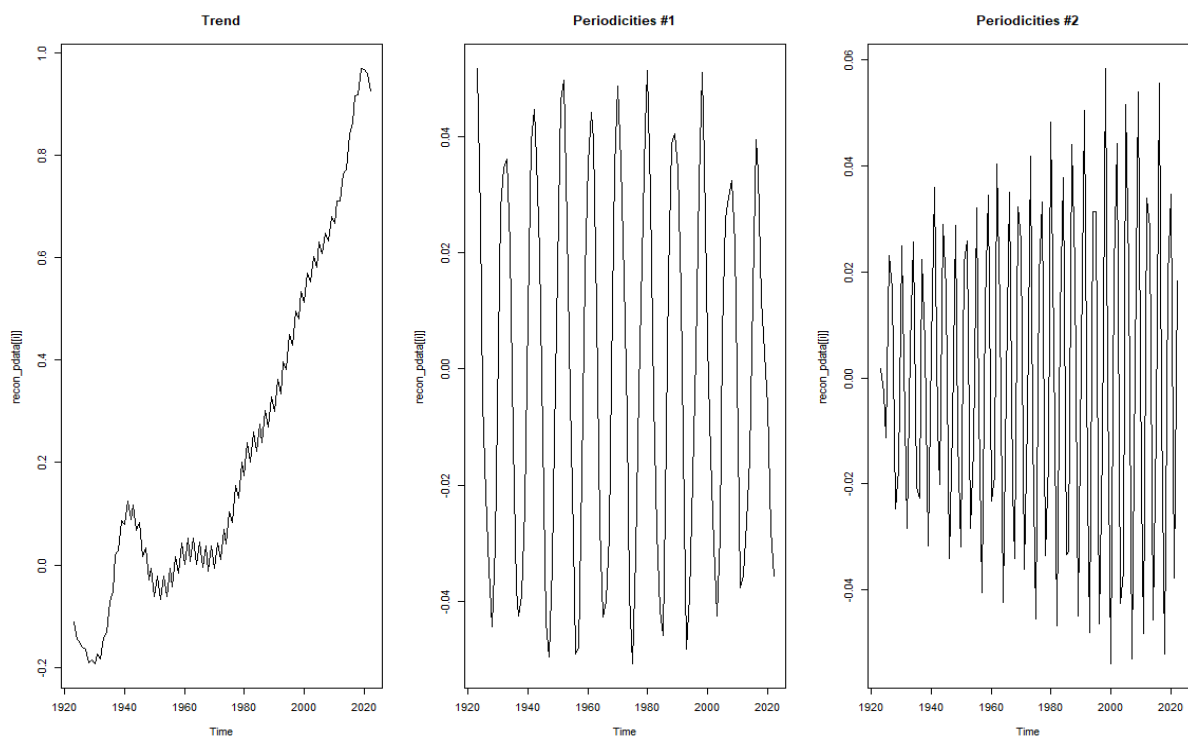 Trend
recon_pdata[[i]]
1.0
0.8
0.6
0.4
0.2
0.0
-0.2
1920 1940 1960 1980 2000 2020
Time
Periodicities #1
recon_pdata[[i]]
0.04
0.02
0.00
-0.02
-0.04
1920 1940 1960 1980 2000 2020
Time
Periodicities #2
recon_pdata[[i]]
0.06
0.04
0.02
0.00
-0.02
-0.04
1920 1940 1960 1980 2000 2020
Time